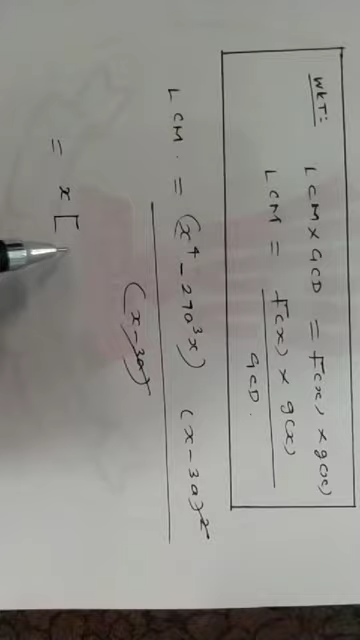 WKT:
LCM x GCD = f(x) x g(x)
LCM = f(x) x g(x)
GCD.
LCM. = (x⁴ - 27a³x) (x - 3a)²
(x - 3a)
= x [